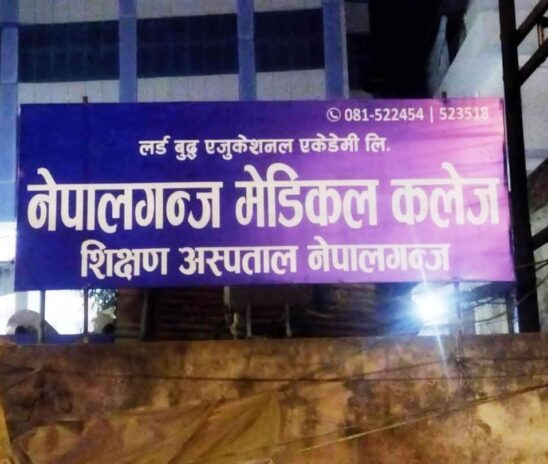 081-522454 | 523518
लर्ड बुद्ध एजुकेशनल एकेडेमी लि.
नेपालगन्ज मेडिकल कलेज
शिक्षण अस्पताल नेपालगन्ज